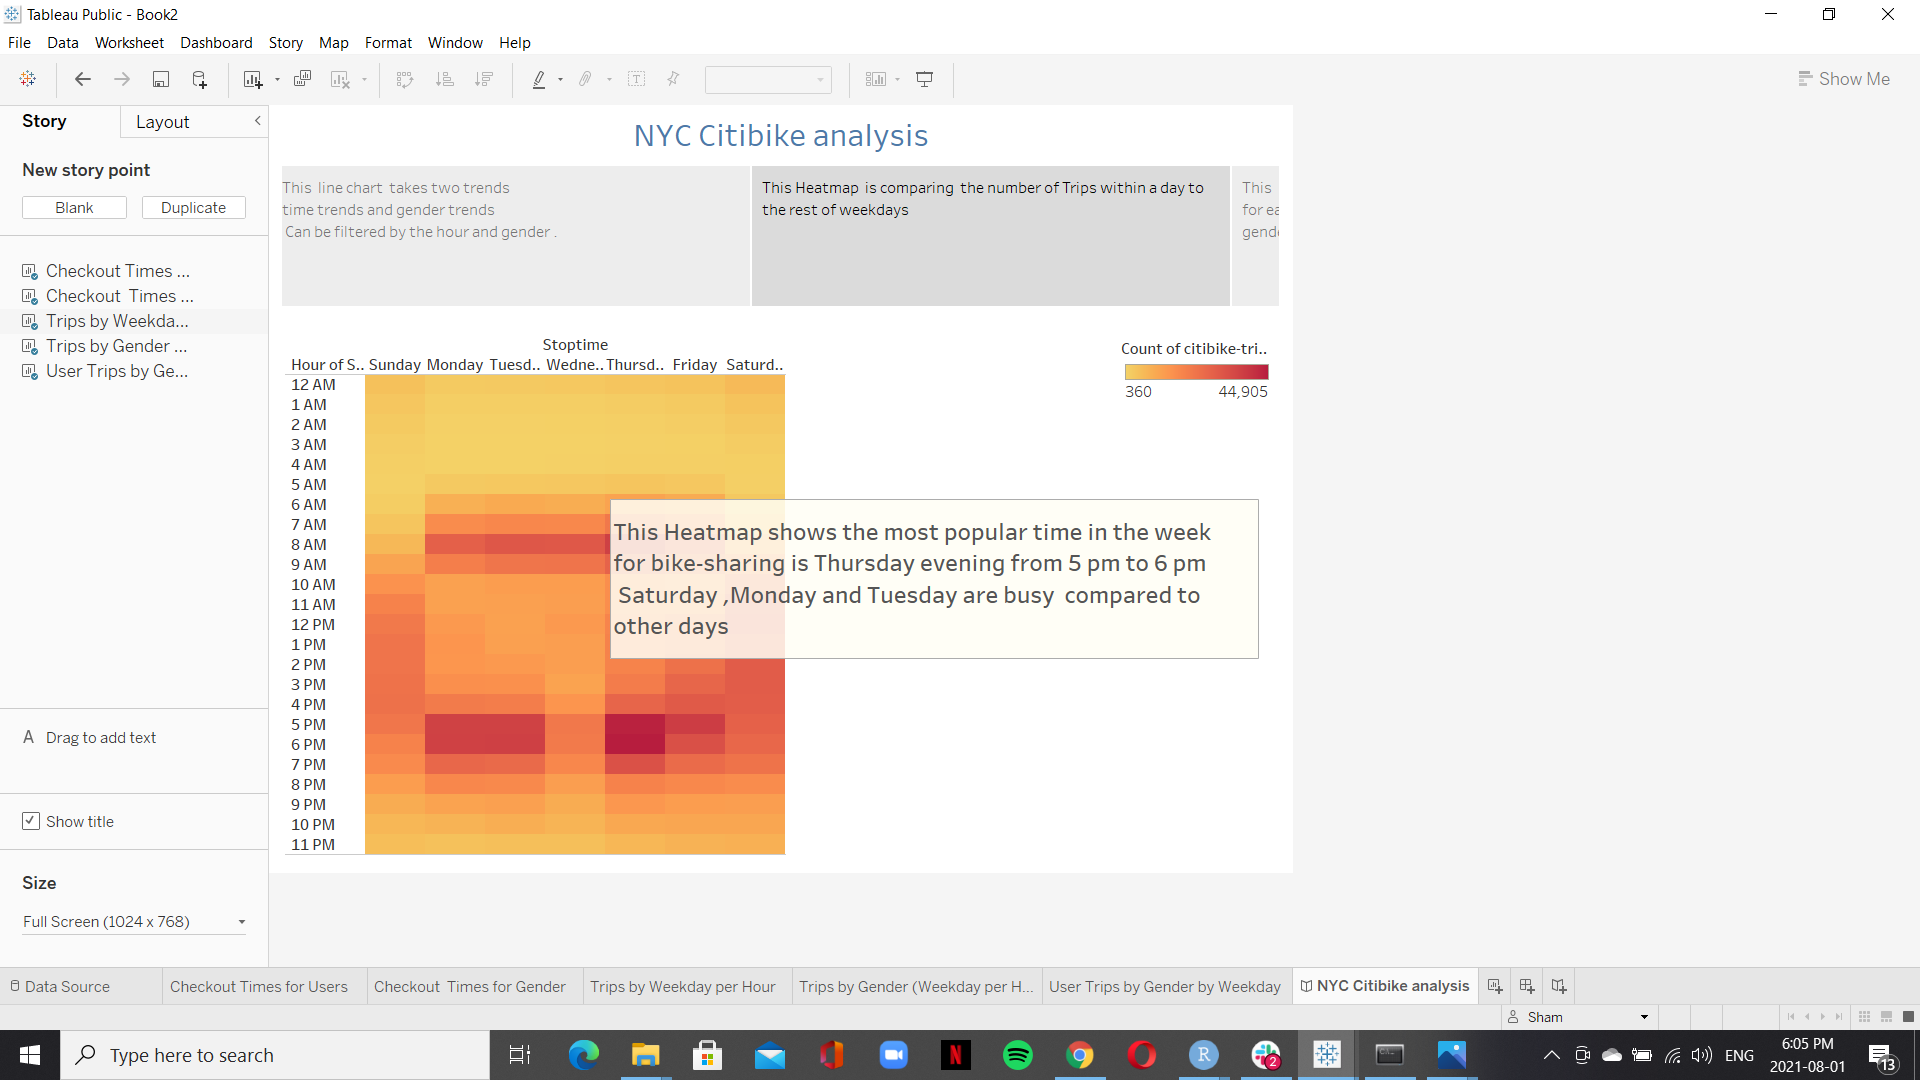 Tableau Public - Book2
File Data Worksheet Dashboard Story Map Format Window Help
Show Me
Story Layout
New story point
Blank Duplicate
Checkout Times ...
Checkout  Times ...
Trips by Weekda...
Trips by Gender ...
User Trips by Ge...
A Drag to add text
Show title
Size
Full Screen (1024 x 768)
NYC Citibike analysis
This  line chart  takes two trends
time trends and gender trends
Can be filtered by the hour and gender .
This Heatmap  is comparing  the number of Trips within a day to
the rest of weekdays
This
for ea
gende
Stoptime
Hour of S.. Sunday Monday Tuesd.. Wedne.. Thursd.. Friday Saturd..
12 AM
1 AM
2 AM
3 AM
4 AM
5 AM
6 AM
7 AM
8 AM
9 AM
10 AM
11 AM
12 PM
1 PM
2 PM
3 PM
4 PM
5 PM
6 PM
7 PM
8 PM
9 PM
10 PM
11 PM
Count of citibike-tri..
360 44,905
This Heatmap shows the most popular time in the week
for bike-sharing is Thursday evening from 5 pm to 6 pm
Saturday ,Monday and Tuesday are busy  compared to
other days
Data Source Checkout Times for Users Checkout  Times for Gender Trips by Weekday per Hour Trips by Gender (Weekday per H... User Trips by Gender by Weekday NYC Citibike analysis
Sham
Type here to search
N
R
2
ENG
6:05 PM
2021-08-01
13